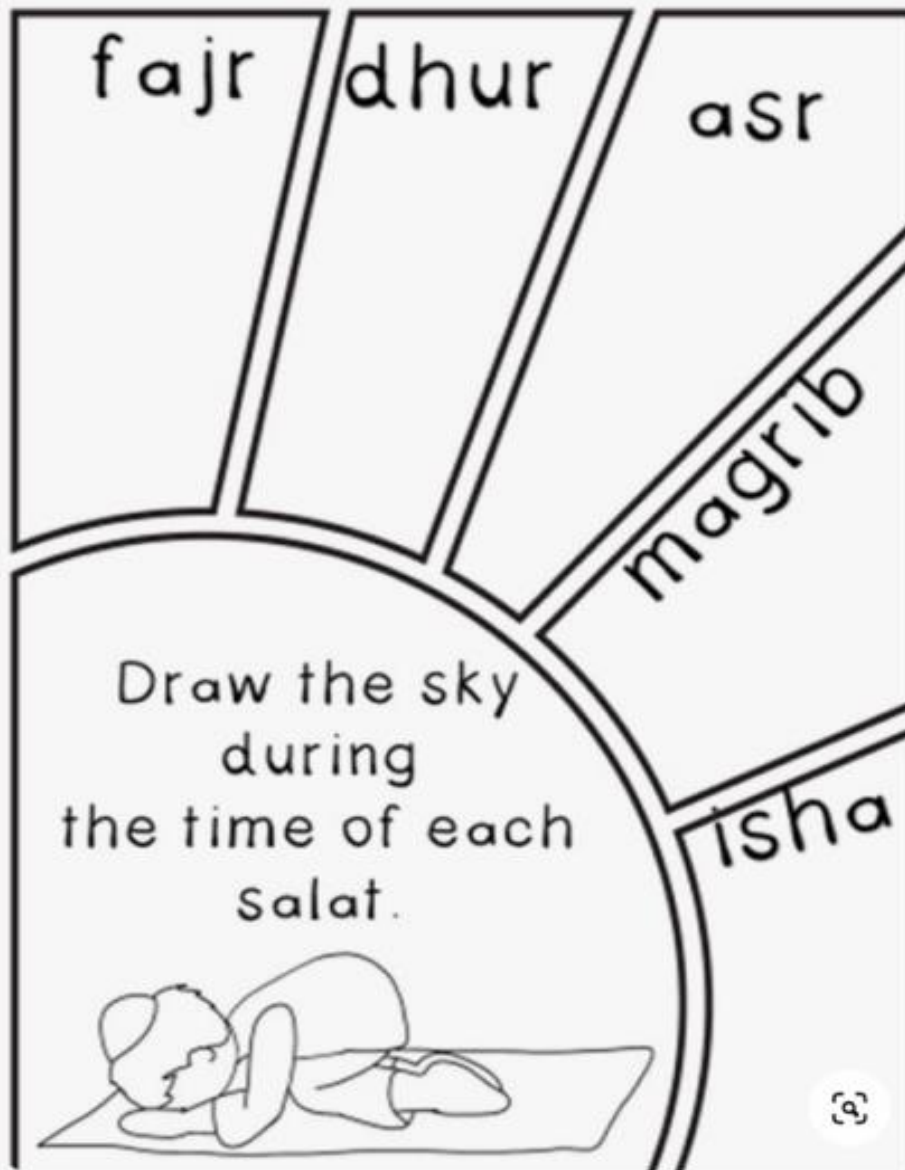 fajr
dhur
asr
magrib
isha
Draw the sky
during
the time of each
salat.